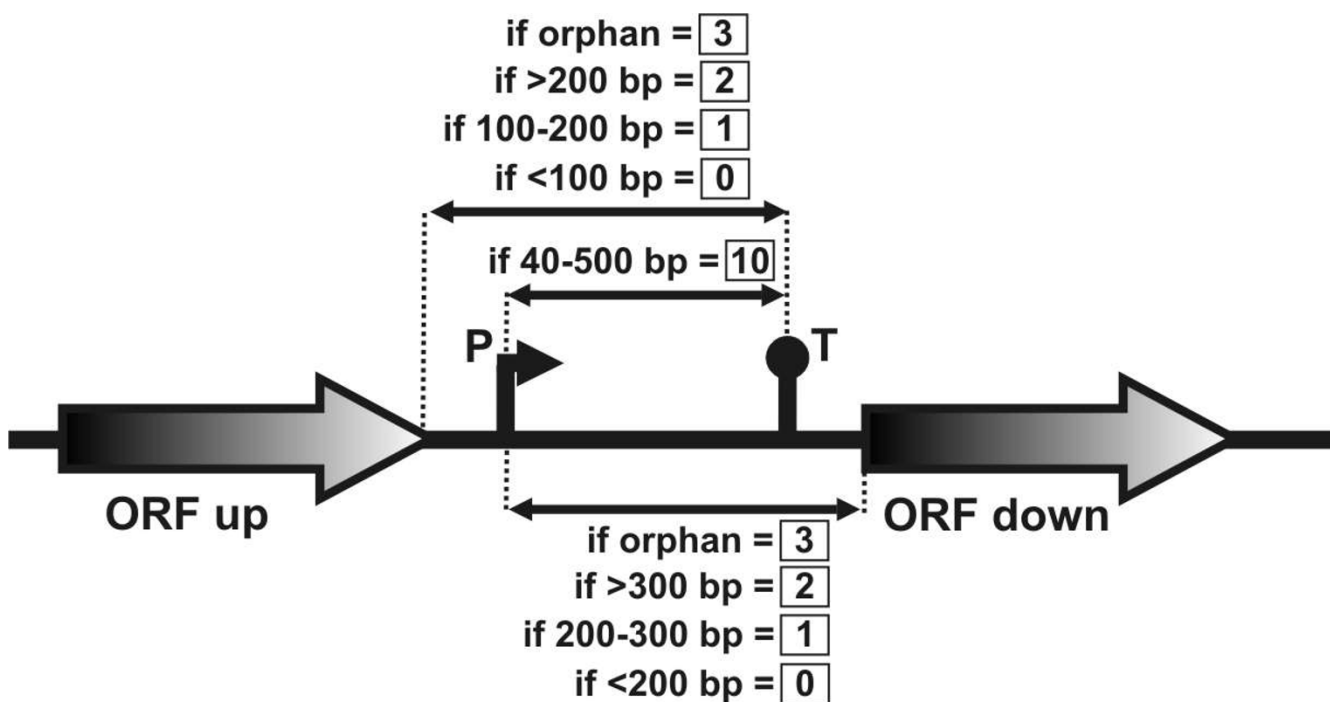 if orphan = 3
if >200 bp = 2
if 100-200 bp = 1
if <100 bp = 0
if 40-500 bp = 10
P
T
ORF up
ORF down
if orphan = 3
if >300 bp = 2
if 200-300 bp = 1
if <200 bp = 0